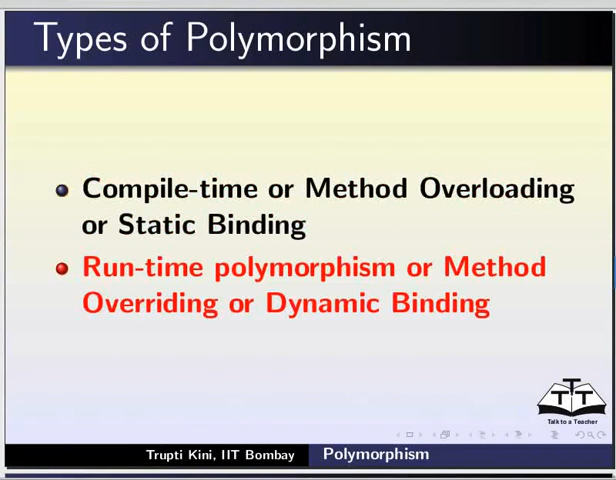 Types of Polymorphism
Compile-time or Method Overloading
or Static Binding
Run-time polymorphism or Method
Overriding or Dynamic Binding
TTT
Talk to a Teacher
Trupti Kini, IIT Bombay Polymorphism